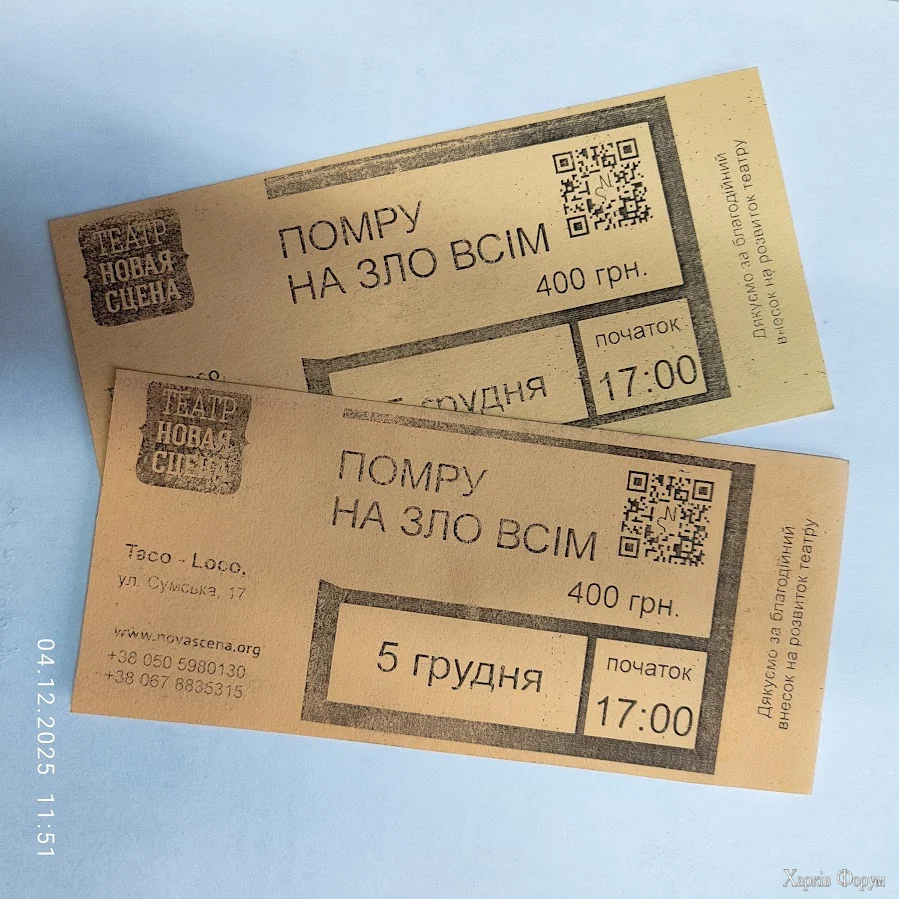 ТЕАТР
НОВАЯ
СЦЕНА
ПОМРУ
НА ЗЛО ВСІМ
400 грн.
грудня
початок
17:00
Дякуємо за благодійний
внесок на розвиток театру
ТЕАТР
НОВАЯ
СЦЕНА
Taco - Loco,
ул. Сумська, 17
www.novascena.org
+38 050 5980130
+38 067 8835315
ПОМРУ
НА ЗЛО ВСІМ
400 грн.
5 грудня
початок
17:00
Дякуємо за благодійний
внесок на розвиток театру
04.12.2025 11:51
Харків Форум